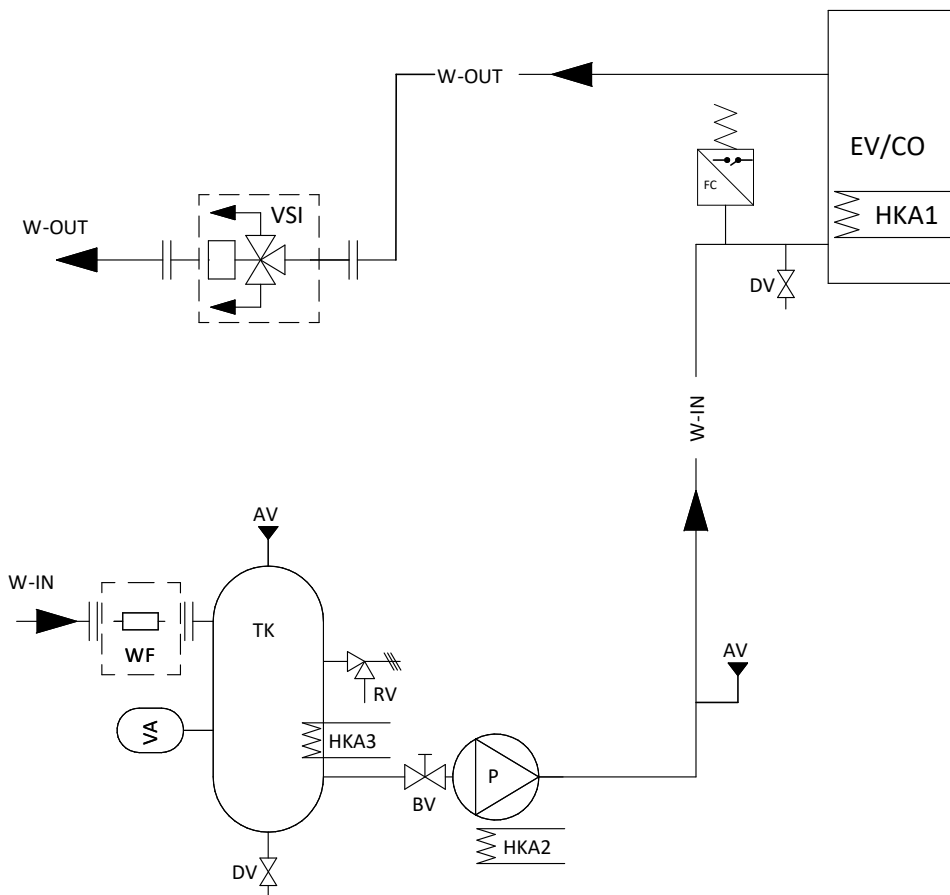 W-OUT
EV/CO
FC
HKA1
VSI
W-OUT
DV
W-IN
AV
W-IN
TK
WF
AV
RV
VA
HKA3
P
BV
HKA2
DV